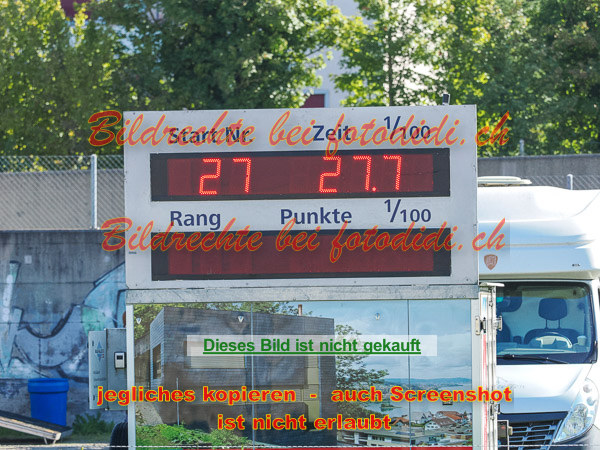 Bildrechte bei fotodidi.ch
Start Nr. Zeit 1/100
27 27.7
Rang Punkte 1/100
Bildrechte bei fotodidi.ch
Dieses Bild ist nicht gekauft
jegliches kopieren - auch Screenshot
ist nicht erlaubt